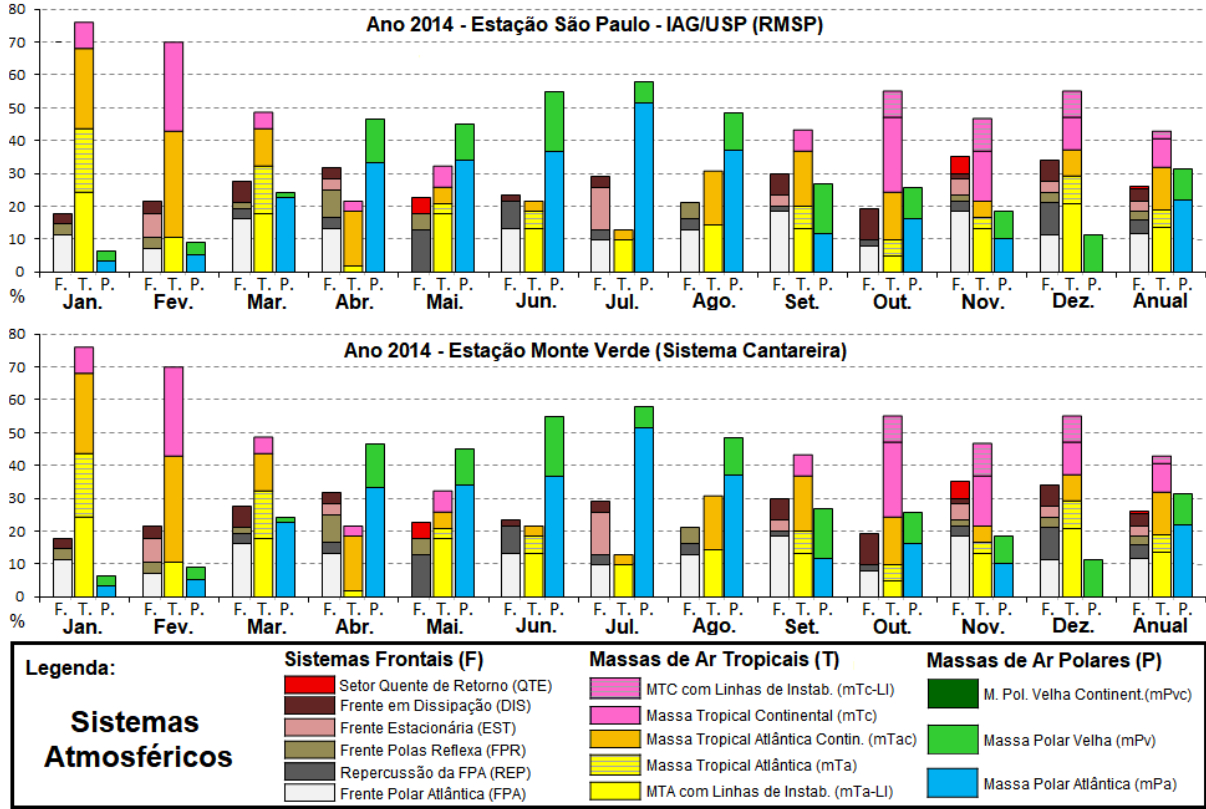 Ano 2014 - Estação São Paulo - IAG/USP (RMSP)
80
70
60
50
40
30
20
10
0
%
F. T. P. F. T. P. F. T. P. F. T. P. F. T. P. F. T. P. F. T. P. F. T. P. F. T. P. F. T. P. F. T. P. F. T. P. F. T. P.
Jan. Fev. Mar. Abr. Mai. Jun. Jul. Ago. Set. Out. Nov. Dez. Anual
Ano 2014 - Estação Monte Verde (Sistema Cantareira)
80
70
60
50
40
30
20
10
0
%
F. T. P. F. T. P. F. T. P. F. T. P. F. T. P. F. T. P. F. T. P. F. T. P. F. T. P. F. T. P. F. T. P. F. T. P. F. T. P.
Jan. Fev. Mar. Abr. Mai. Jun. Jul. Ago. Set. Out. Nov. Dez. Anual
Legenda:
Sistemas
Atmosféricos
Sistemas Frontais (F)
Setor Quente de Retorno (QTE)
Frente em Dissipação (DIS)
Frente Estacionária (EST)
Frente Polas Reflexa (FPR)
Repercussão da FPA (REP)
Frente Polar Atlântica (FPA)
Massas de Ar Tropicais (T)
MTC com Linhas de Instab. (mTc-LI)
Massa Tropical Continental (mTc)
Massa Tropical Atlântica Contin. (mTac)
Massa Tropical Atlântica (mTa)
MTA com Linhas de Instab. (mTa-LI)
Massas de Ar Polares (P)
M. Pol. Velha Continent.(mPvc)
Massa Polar Velha (mPv)
Massa Polar Atlântica (mPa)